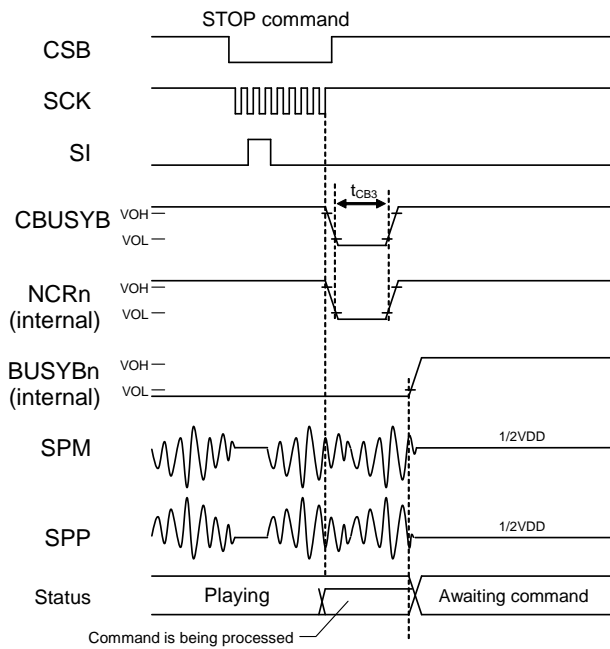 STOP command
CSB
SCK
SI
tCB3
CBUSYB
VOH
VOL
NCRn
(internal)
VOH
VOL
BUSYBn
(internal)
VOH
VOL
SPM
1/2VDD
SPP
1/2VDD
Status
Playing
Awaiting command
Command is being processed